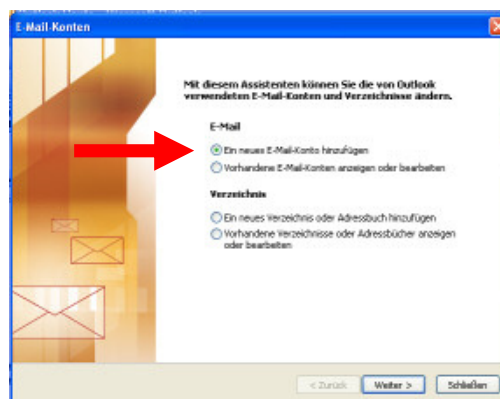 E-Mail-Konten
Mit diesem Assistenten können Sie die von Outlook
verwendeten E-Mail-Konten und Verzeichnisse ändern.
E-Mail
Ein neues E-Mail-Konto hinzufügen
Vorhandene E-Mail-Konten anzeigen oder bearbeiten
Verzeichnis
Ein neues Verzeichnis oder Adressbuch hinzufügen
Vorhandene Verzeichnisse oder Adressbücher anzeigen
oder bearbeiten
< Zurück
Weiter >
Schließen